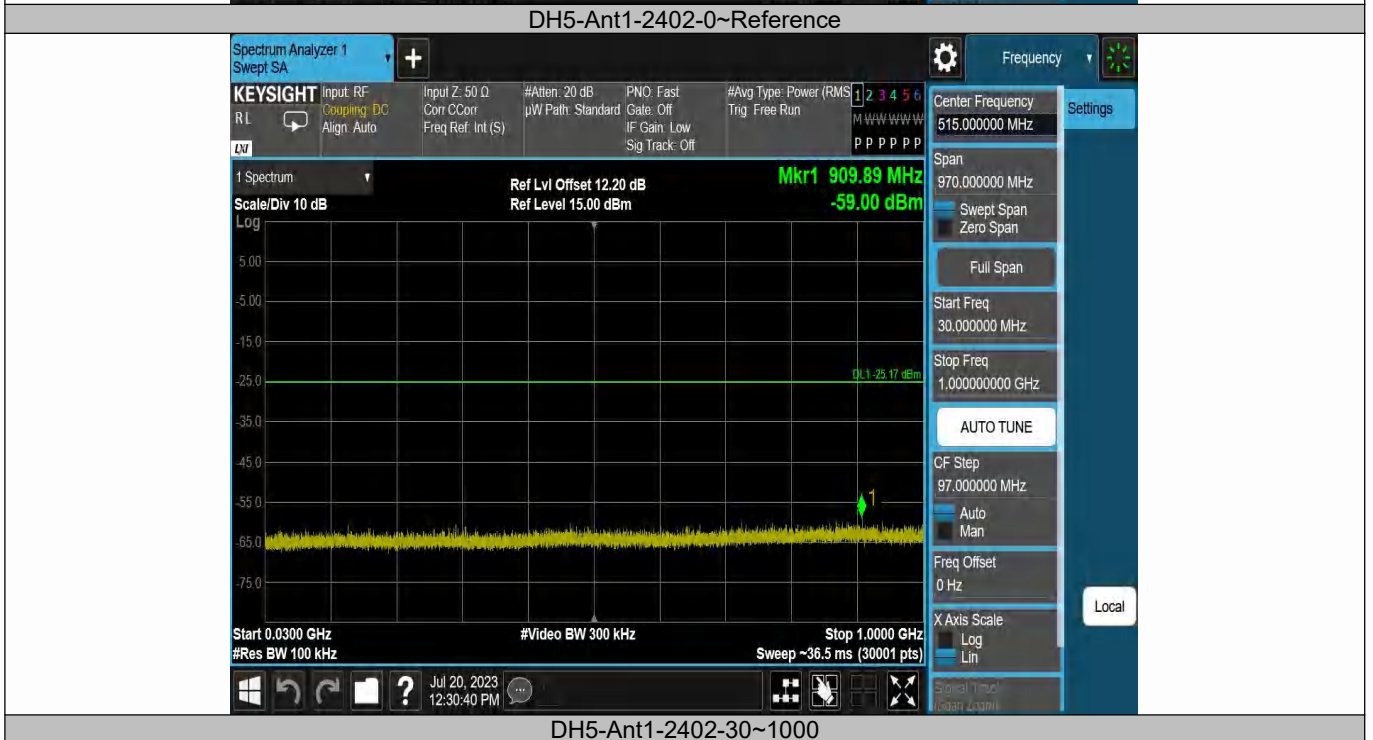 DH5-Ant1-2402-0~Reference
Spectrum Analyzer 1
Swept SA
+
Frequency
KEYSIGHT
RL
LXI
Input: RF
Coupling: DC
Align: Auto
Input Z: 50 Ω
Corr CCorr
Freq Ref: Int (S)
#Atten: 20 dB
µW Path: Standard
PNO: Fast
Gate: Off
IF Gain: Low
Sig Track: Off
#Avg Type: Power (RMS
Trig: Free Run
1 2 3 4 5 6
M W W W W W
P P P P P P
Center Frequency
515.000000 MHz
Settings
1 Spectrum
Scale/Div 10 dB
Ref Lvl Offset 12.20 dB
Ref Level 15.00 dBm
Mkr1 909.89 MHz
-59.00 dBm
Log
5.00
-5.00
-15.0
-25.0
-35.0
-45.0
-55.0
-65.0
-75.0
DL1 -25.17 dBm
1
Start 0.0300 GHz
#Res BW 100 kHz
#Video BW 300 kHz
Stop 1.0000 GHz
Sweep ~36.5 ms (30001 pts)
Span
970.000000 MHz
Swept Span
Zero Span
Full Span
Start Freq
30.000000 MHz
Stop Freq
1.000000000 GHz
AUTO TUNE
CF Step
97.000000 MHz
Auto
Man
Freq Offset
0 Hz
X Axis Scale
Log
Lin
Signal Track
(Span Zoom)
Local
?
Jul 20, 2023
12:30:40 PM
DH5-Ant1-2402-30~1000